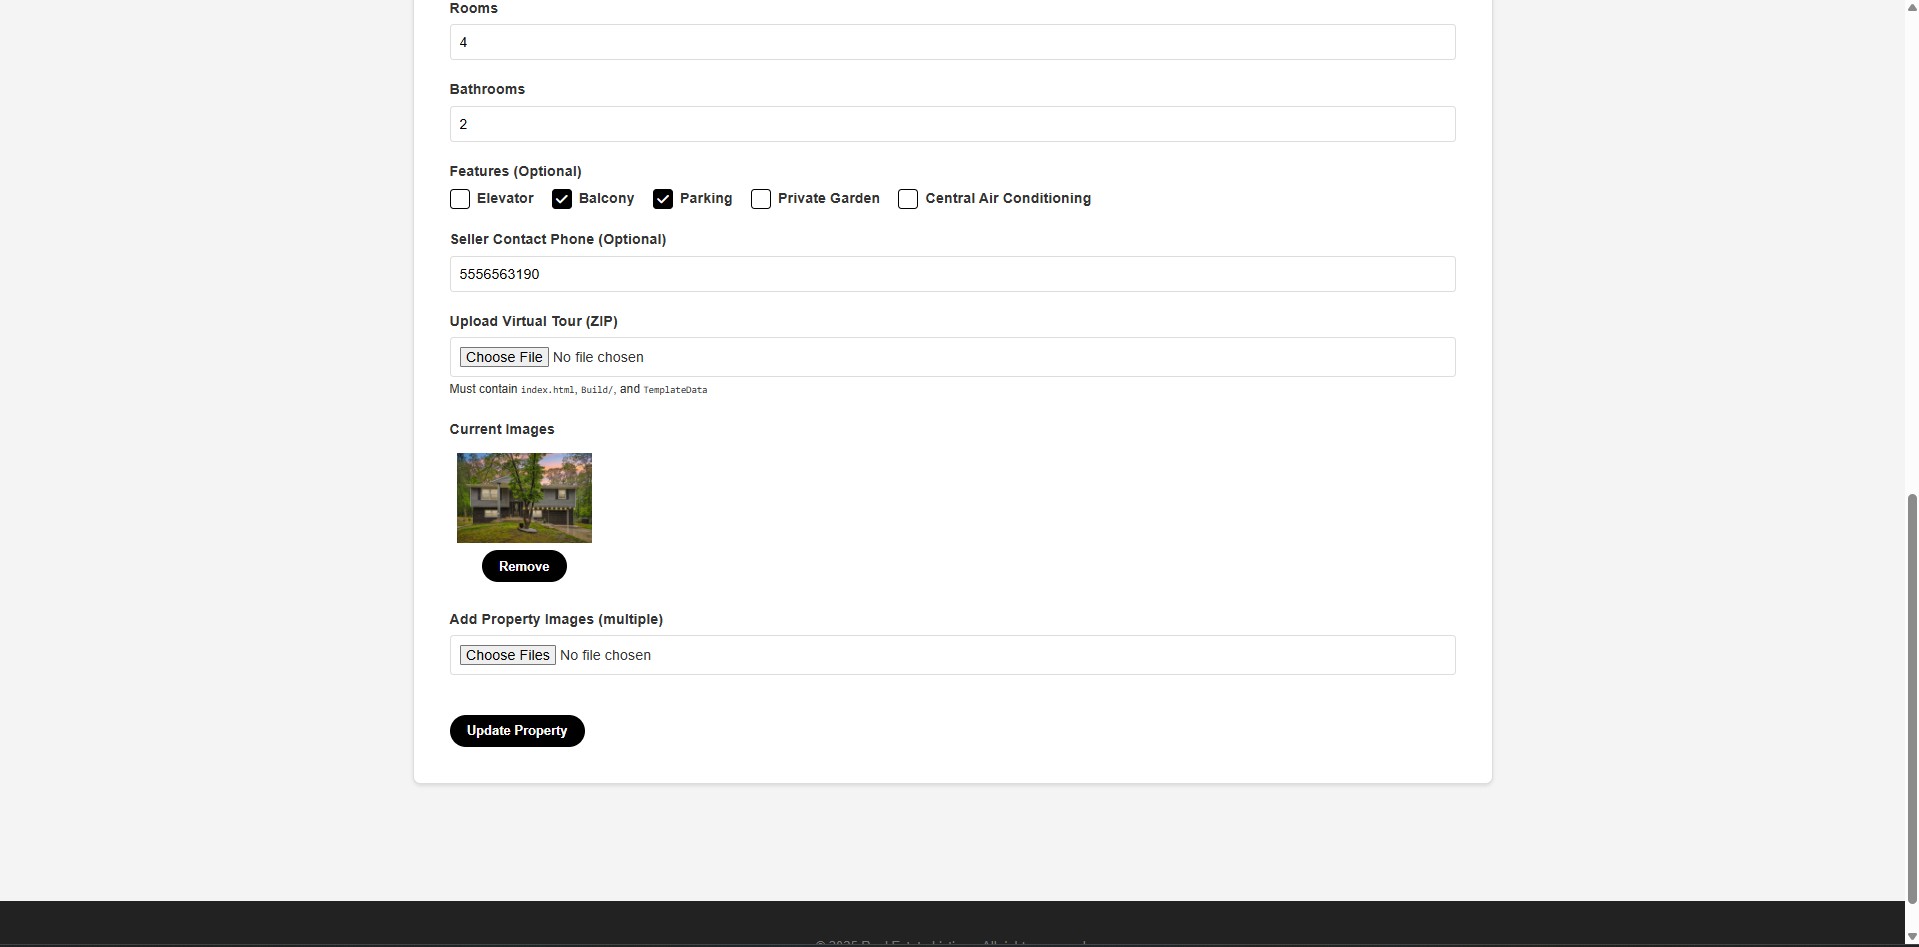 Rooms
4
Bathrooms
2
Features (Optional)
Elevator Balcony Parking Private Garden Central Air Conditioning
Seller Contact Phone (Optional)
5556563190
Upload Virtual Tour (ZIP)
Choose File No file chosen
Must contain index.html, Build/, and TemplateData
Current Images
Remove
Add Property Images (multiple)
Choose Files No file chosen
Update Property